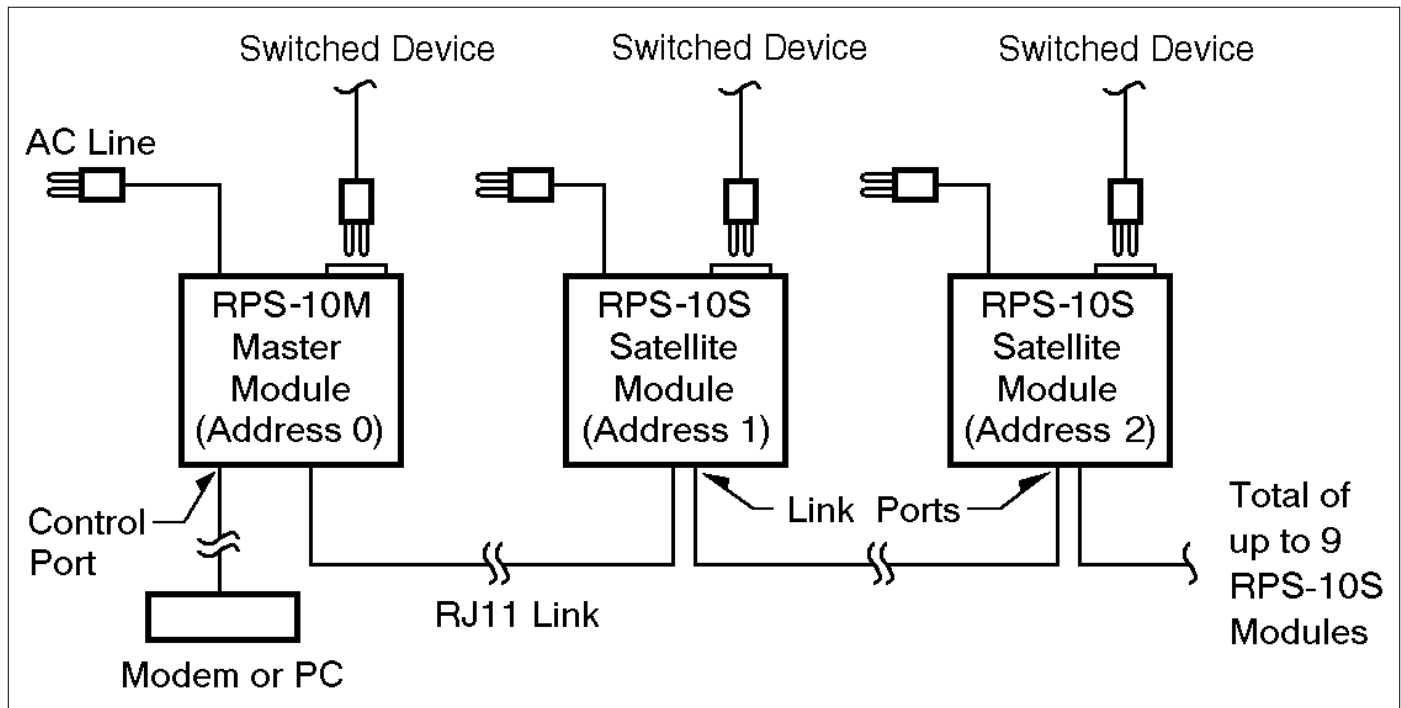 Switched Device
Switched Device
Switched Device
AC Line
RPS-10M
Master
Module
(Address 0)
RPS-10S
Satellite
Module
(Address 1)
RPS-10S
Satellite
Module
(Address 2)
Control
Port
Link Ports
Total of
up to 9
RPS-10S
Modules
RJ11 Link
Modem or PC